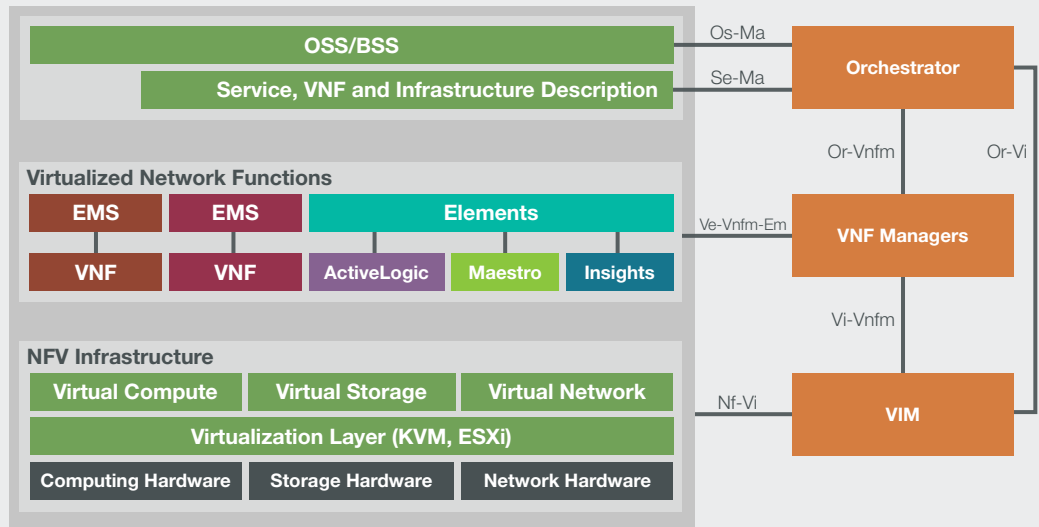 OSS/BSS
Os-Ma
Orchestrator
Service, VNF and Infrastructure Description
Se-Ma
Or-Vnfm
Or-Vi
Virtualized Network Functions
EMS
EMS
Elements
Ve-Vnfm-Em
VNF Managers
VNF
VNF
ActiveLogic
Maestro
Insights
Vi-Vnfm
NFV Infrastructure
Virtual Compute
Virtual Storage
Virtual Network
Nf-Vi
VIM
Virtualization Layer (KVM, ESXi)
Computing Hardware
Storage Hardware
Network Hardware